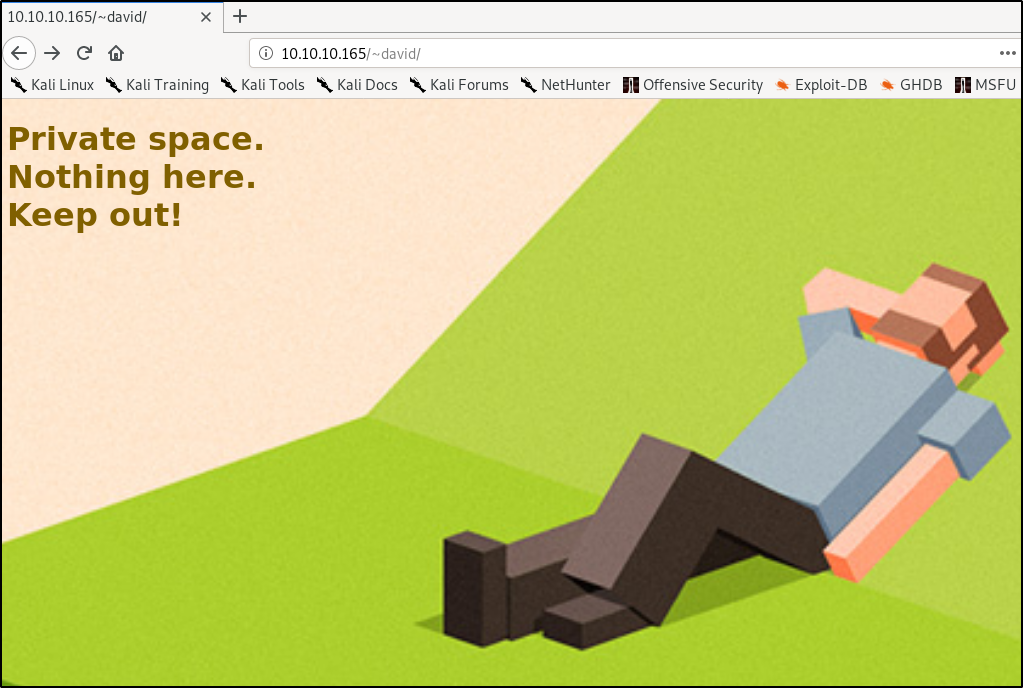 10.10.10.165/~david/
10.10.10.165/~david/
Kali Linux Kali Training Kali Tools Kali Docs Kali Forums NetHunter Offensive Security Exploit-DB GHDB MSFU
Private space.
Nothing here.
Keep out!